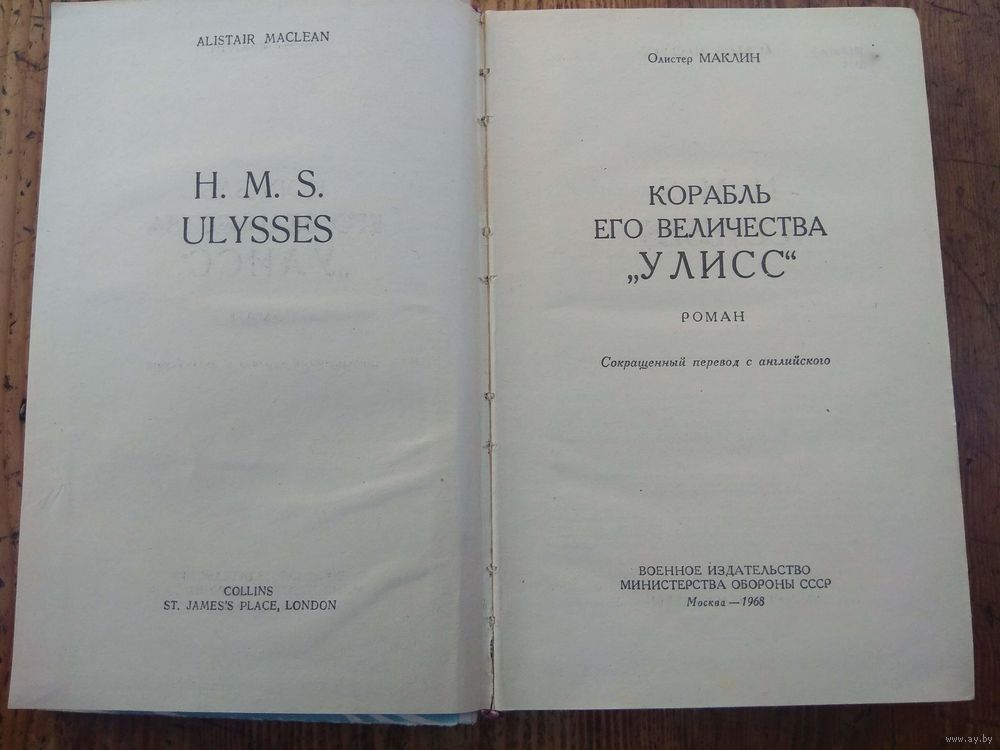 ALISTAIR MACLEAN
H. M. S.
ULYSSES
COLLINS
ST. JAMES'S PLACE, LONDON
Олистер МАКЛИН
КОРАБЛЬ
ЕГО ВЕЛИЧЕСТВА
„УЛИСС“
РОМАН
Сокращенный перевод с английского
ВОЕННОЕ ИЗДАТЕЛЬСТВО
МИНИСТЕРСТВА ОБОРОНЫ СССР
Москва — 1968
www.ay.by